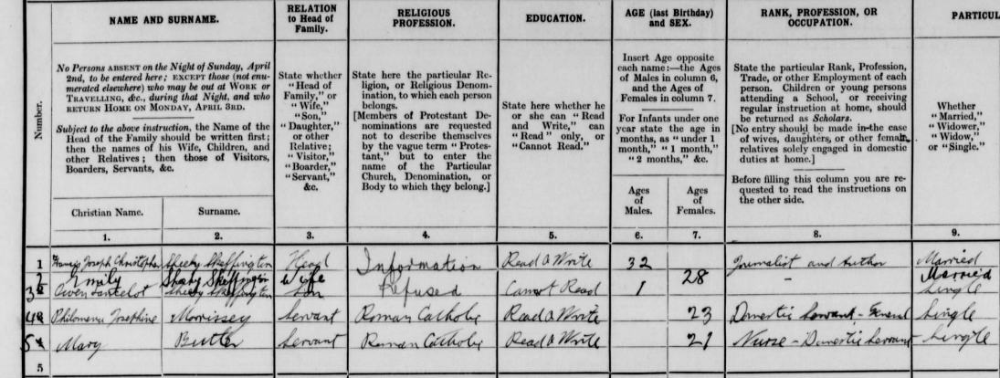 NAME AND SURNAME.
RELATION
to Head of
Family.
RELIGIOUS
PROFESSION.
EDUCATION.
AGE (last Birthday)
and SEX.
RANK, PROFESSION, OR
OCCUPATION.
PARTICUL
Number.
No Persons ABSENT on the Night of Sunday, April
2nd, to be entered here; EXCEPT those (not enu-
merated elsewhere) who may be out at WORK or
TRAVELLING, &c., during that Night, and who
RETURN HOME ON MONDAY, APRIL 3RD.
Subject to the above instruction, the Name of the
Head of the Family should be written first;
then the names of his Wife, Children, and
other Relatives; then those of Visitors,
Boarders, Servants, &c.
State whether
"Head of
Family," or
"Wife,"
"Son,"
"Daughter,"
or other
Relative;
"Visitor,"
"Boarder,"
"Servant,"
&c.
State here the particular Re-
ligion, or Religious Denom-
ination, to which each person
belongs.
[Members of Protestant De-
nominations are requested
not to describe themselves
by the vague term "Protes-
tant," but to enter the
name of the Particular
Church, Denomination, or
Body to which they belong.]
State here whether he
or she can "Read
and Write," can
"Read" only, or
"Cannot Read."
Insert Age opposite
each name:—the Ages
of Males in column 6,
and the Ages of
Females in column 7.
For Infants under one
year state the age in
months, as "under 1
month," "1 month,"
"2 months," &c.
State the particular Rank, Profession,
Trade, or other Employment of each
person. Children or young persons
attending a School, or receiving
regular instruction at home, should
be returned as Scholars.
[No entry should be made in the case
of wives, daughters, or other female
relatives solely engaged in domestic
duties at home.]
Before filling this column you are re-
quested to read the instructions on
the other side.
Whether
"Married,"
"Widower,"
"Widow,"
or "Single."
Christian Name. Surname.
Ages
of
Males.
Ages
of
Females.
1. 2. 3. 4. 5. 6. 7. 8. 9.
1 Francis Joseph Christopher Sheehy Skeffington Head Information Read & Write 32 Journalist and Author Married
2 Emily Sheehy Skeffington Wife 28 – Married
3 Owen Lancelot Sheehy Skeffington Son Refused Cannot Read 1 Single
4 Philomena Josephine Morrissey Servant Roman Catholic Read & Write 23 Domestic Servant - General Single
5 Mary Butler Servant Roman Catholic Read & Write 21 Nurse - Domestic Servant Single
5